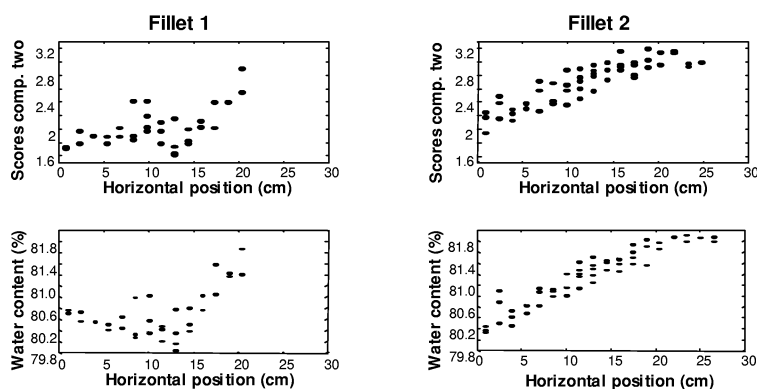 Fillet 1
Scores comp. two
3.2
2.8
2.4
2
1.6
0 5 10 15 20 25 30
Horizontal position (cm)
Fillet 2
Scores comp. two
3.2
2.8
2.4
2
1.6
0 5 10 15 20 25 30
Horizontal position (cm)
Water content (%)
81.8
81.4
81.0
80.6
80.2
79.8
0 5 10 15 20 25 30
Horizontal position (cm)
Water content (%)
81.8
81.4
81.0
80.6
80.2
79.8
0 5 10 15 20 25 30
Horizontal position (cm)